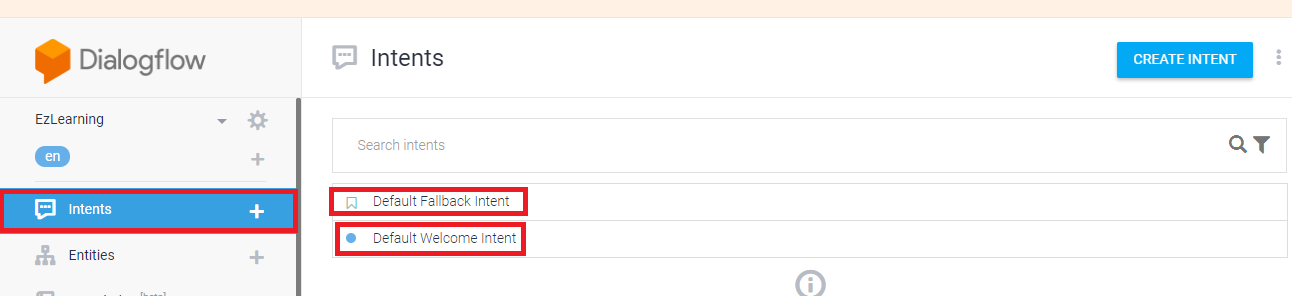 Dialogflow
Intents
CREATE INTENT
EzLearning
en
Search intents
Intents
Default Fallback Intent
Default Welcome Intent
Entities